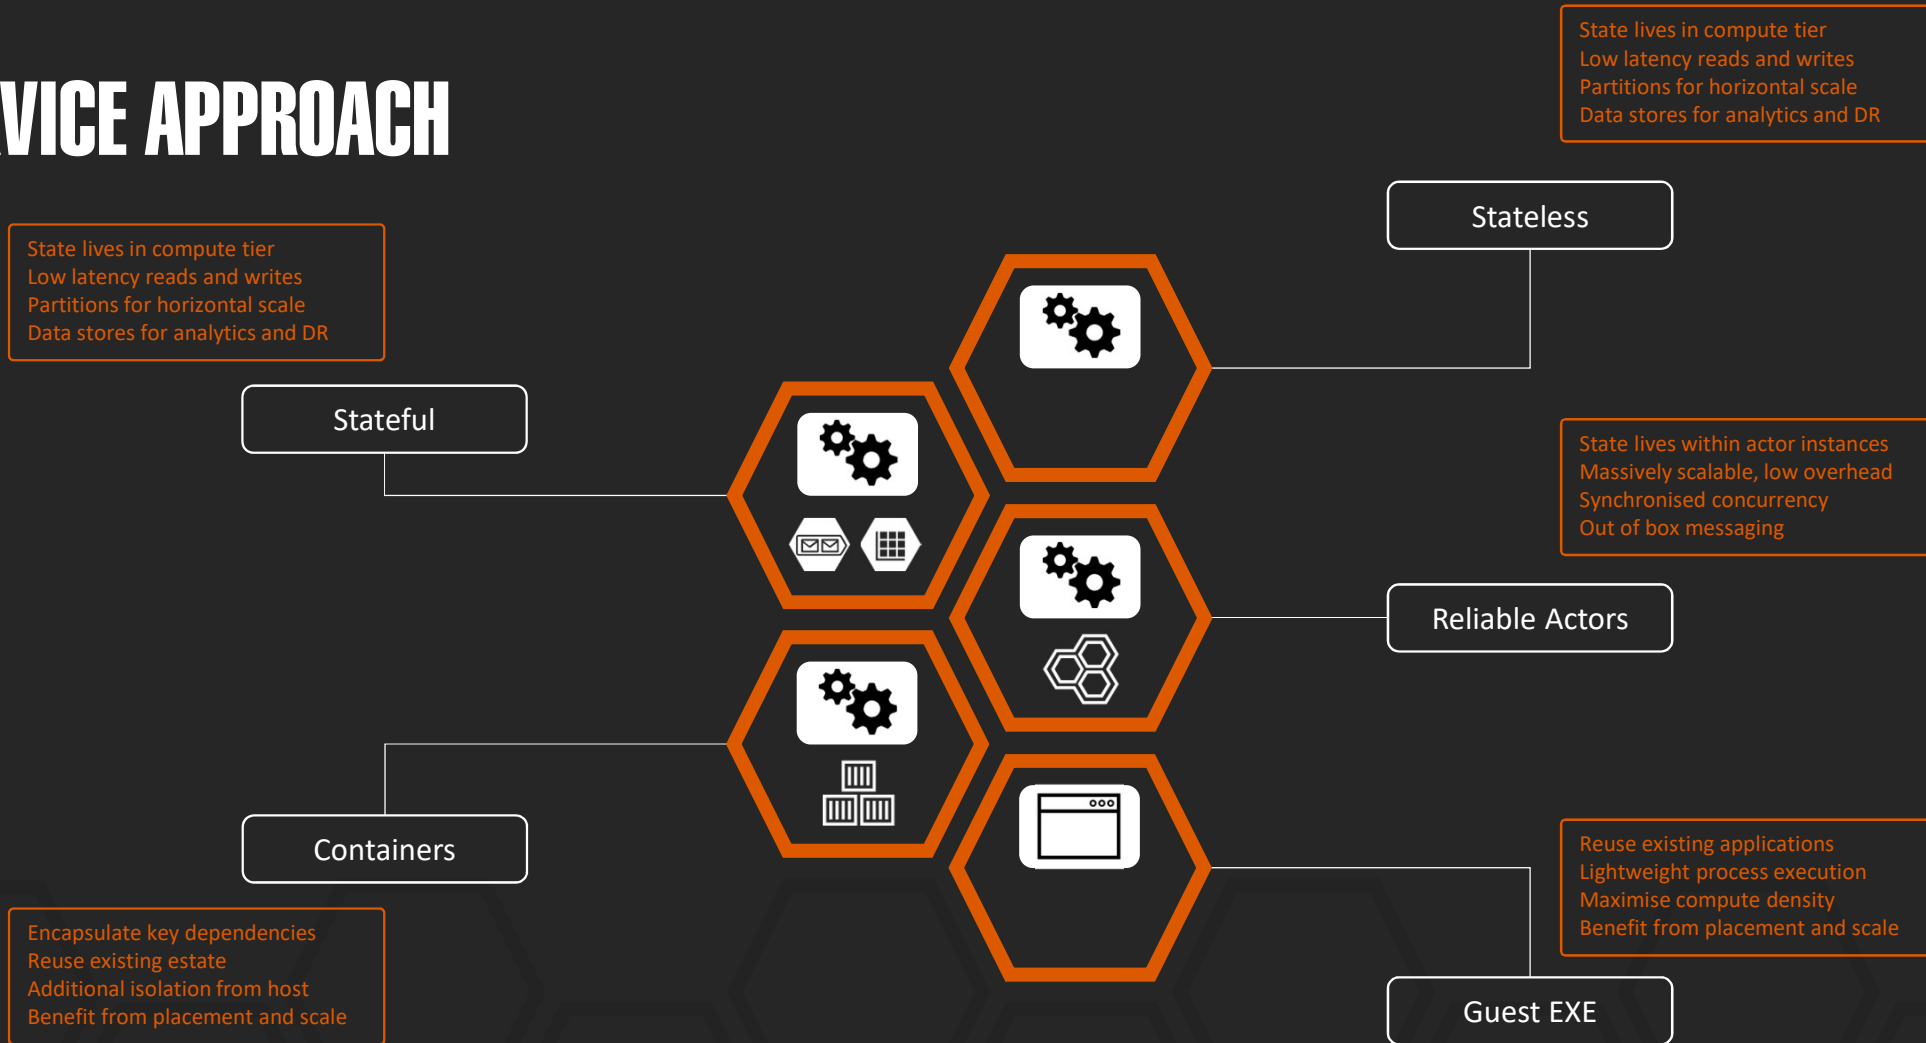 VICE APPROACH
State lives in compute tier
Low latency reads and writes
Partitions for horizontal scale
Data stores for analytics and DR
Stateless
State lives in compute tier
Low latency reads and writes
Partitions for horizontal scale
Data stores for analytics and DR
Stateful
State lives within actor instances
Massively scalable, low overhead
Synchronised concurrency
Out of box messaging
Reliable Actors
Containers
Encapsulate key dependencies
Reuse existing estate
Additional isolation from host
Benefit from placement and scale
Reuse existing applications
Lightweight process execution
Maximise compute density
Benefit from placement and scale
Guest EXE